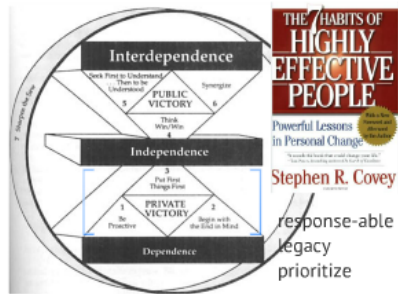 Interdependence
Seek First to Understand
Then to be
Understood
5
PUBLIC
VICTORY
Synergize
6
Think
Win/Win
4
Independence
3
Put First
Things First
1
Be
Proactive
PRIVATE
VICTORY
2
Begin with
the End in Mind
Dependence
7 Sharpen the Saw
THE 7 HABITS OF
HIGHLY
EFFECTIVE
PEOPLE
Powerful Lessons
in Personal Change
Stephen R. Covey
response-able
legacy
prioritize